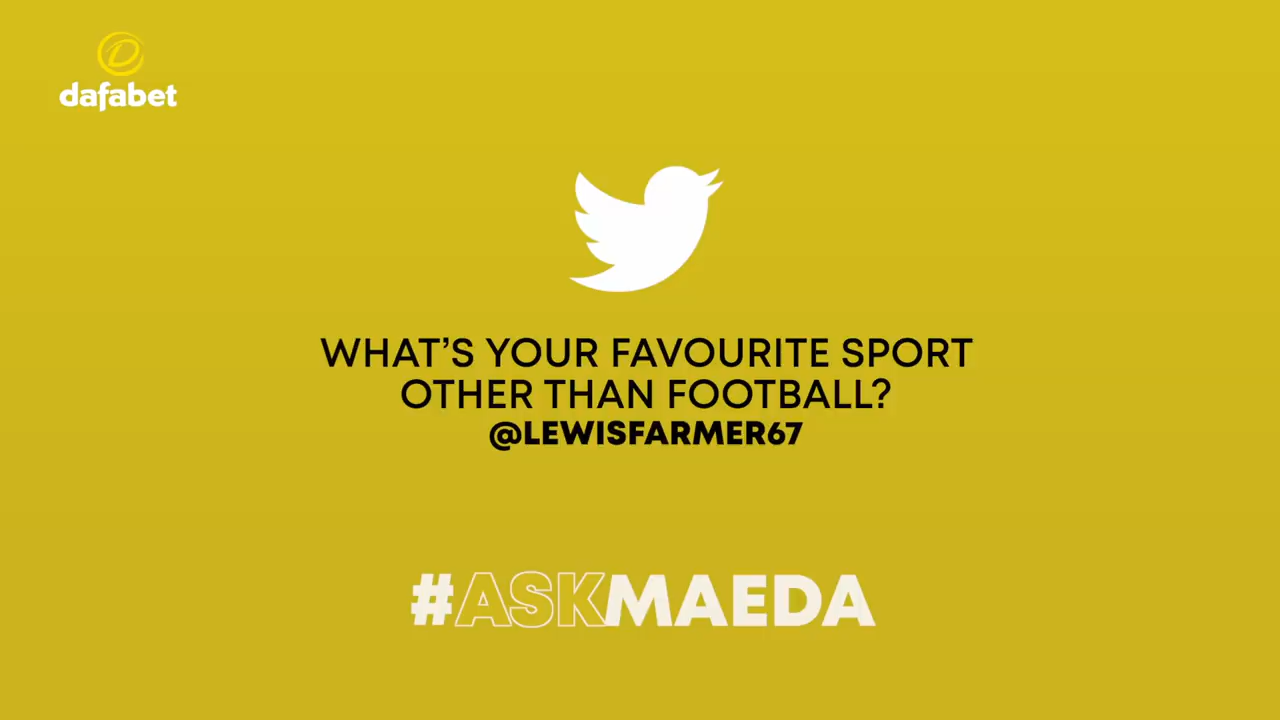 dafabet
WHAT’S YOUR FAVOURITE SPORT
OTHER THAN FOOTBALL?
@LEWISFARMER67
#ASKMAEDA